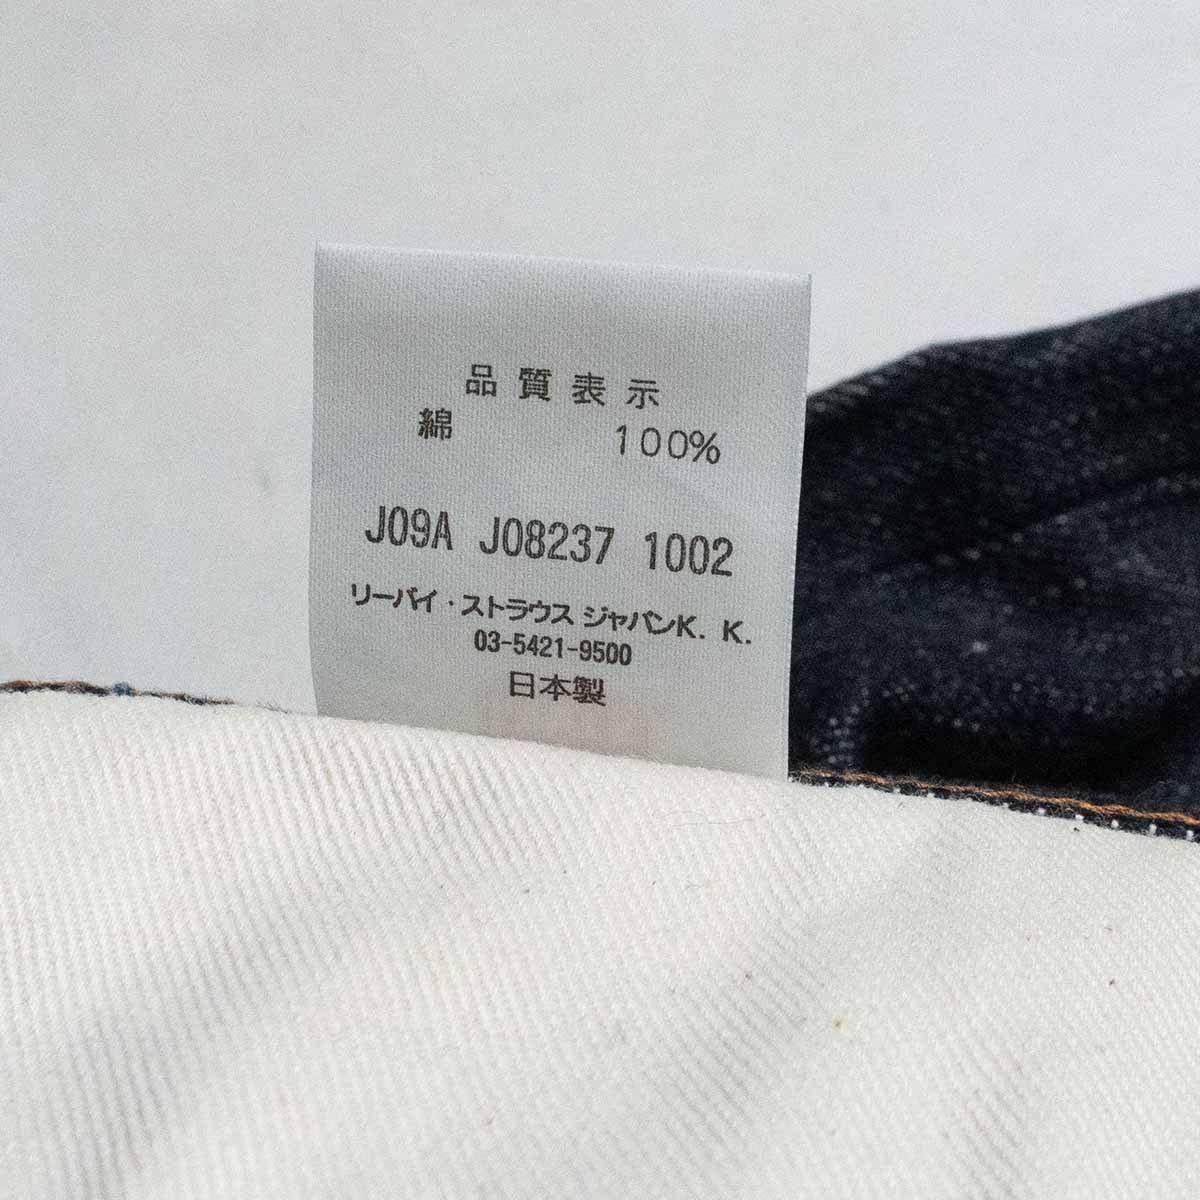 品質表示
綿 100%
J09A J08237 1002
リーバイ・ストラウス ジャパンK. K.
03-5421-9500
日本製